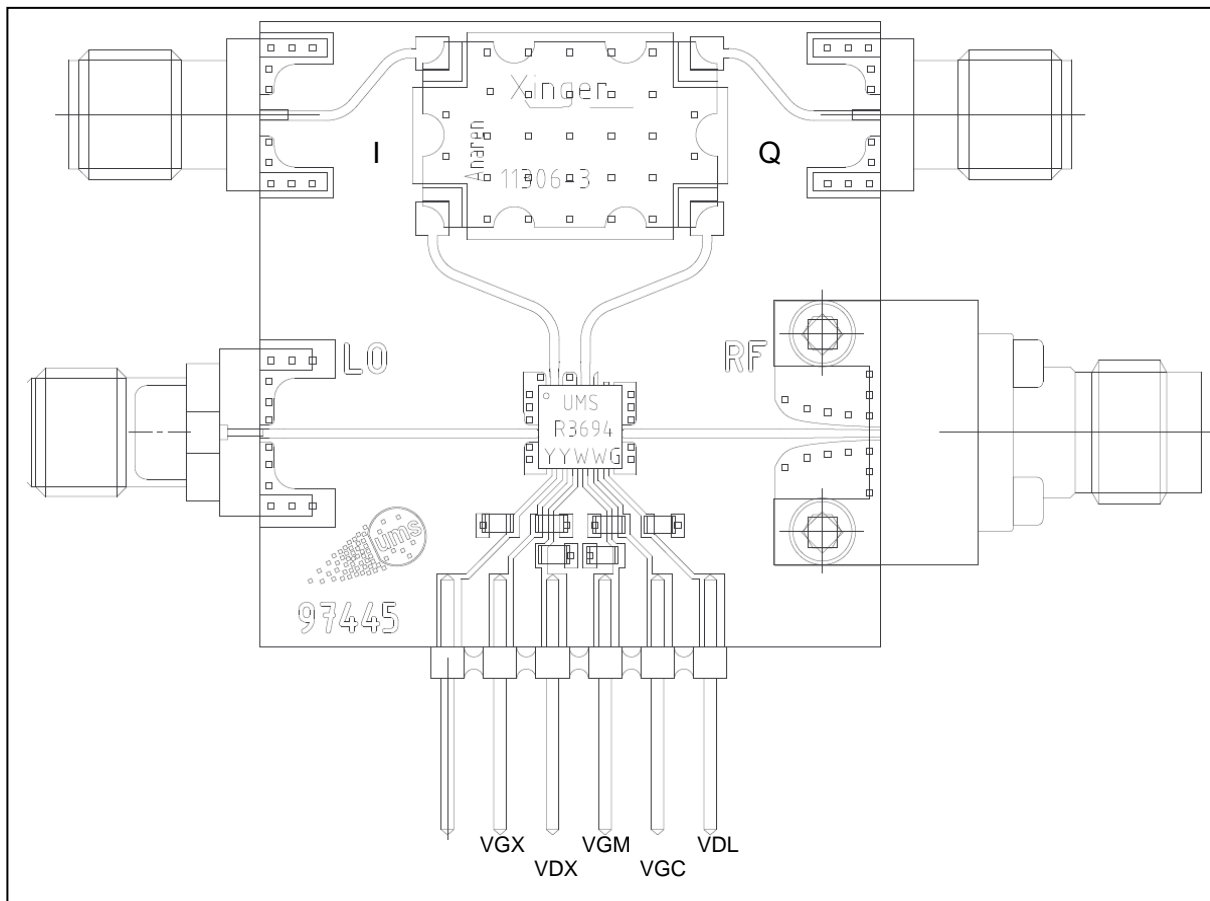 Xinger
I
Anaren
Q
11306-3
LO
RF
UMS
R3694
YYWWG
ums
97445
VGX
VGM
VDL
VDX
VGC